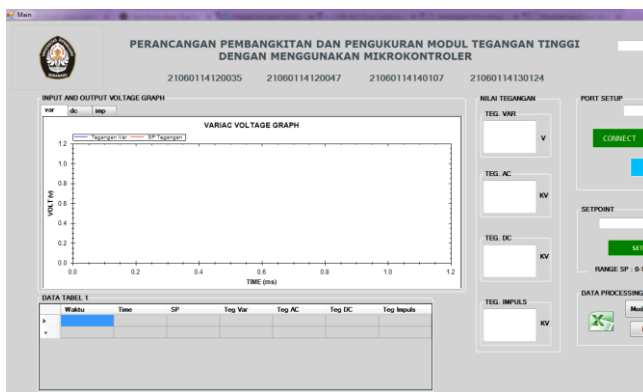 Main
PERANCANGAN PEMBANGKITAN DAN PENGUKURAN MODUL TEGANGAN TINGGI
DENGAN MENGGUNAKAN MIKROKONTROLER
21060114120035 21060114120047 21060114140107 21060114130124
INPUT AND OUTPUT VOLTAGE GRAPH
var dc imp
VARIAC VOLTAGE GRAPH
Tegangan Var SP Tegangan
VOLT (v)
1.2
1.0
0.8
0.6
0.4
0.2
0.0
0.0 0.2 0.4 0.6 0.8 1.0 1.2
TIME (ms)
DATA TABEL 1
Waktu Time SP Teg Var Teg AC Teg DC Teg Impuls
NILAI TEGANGAN
TEG. VAR
V
TEG. AC
KV
TEG. DC
KV
TEG. IMPULS
KV
PORT SETUP
CONNECT
SETPOINT
SET
RANGE SP : 0-
DATA PROCESSING
Mod